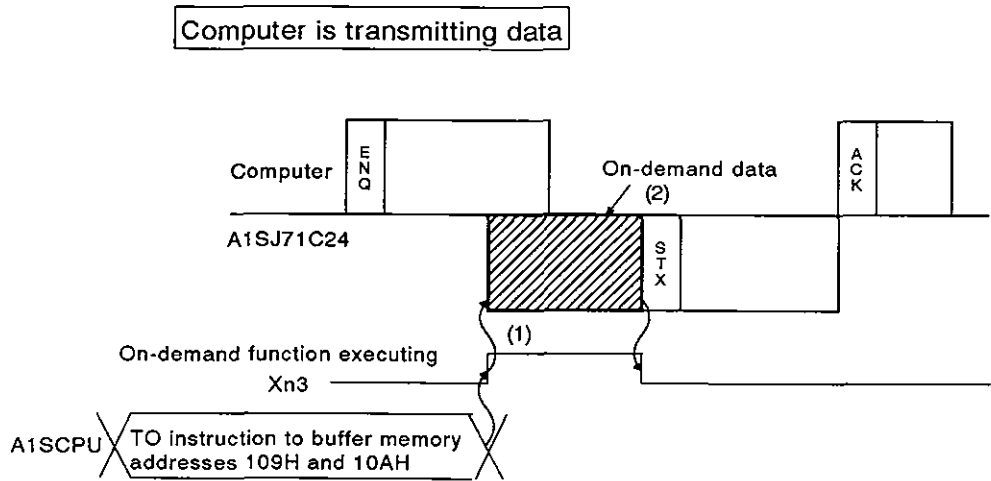 Computer is transmitting data
Computer
ENQ
On-demand data
(2)
ACK
A1SJ71C24
STX
(1)
On-demand function executing
Xn3
A1SCPU
TO instruction to buffer memory
addresses 109H and 10AH